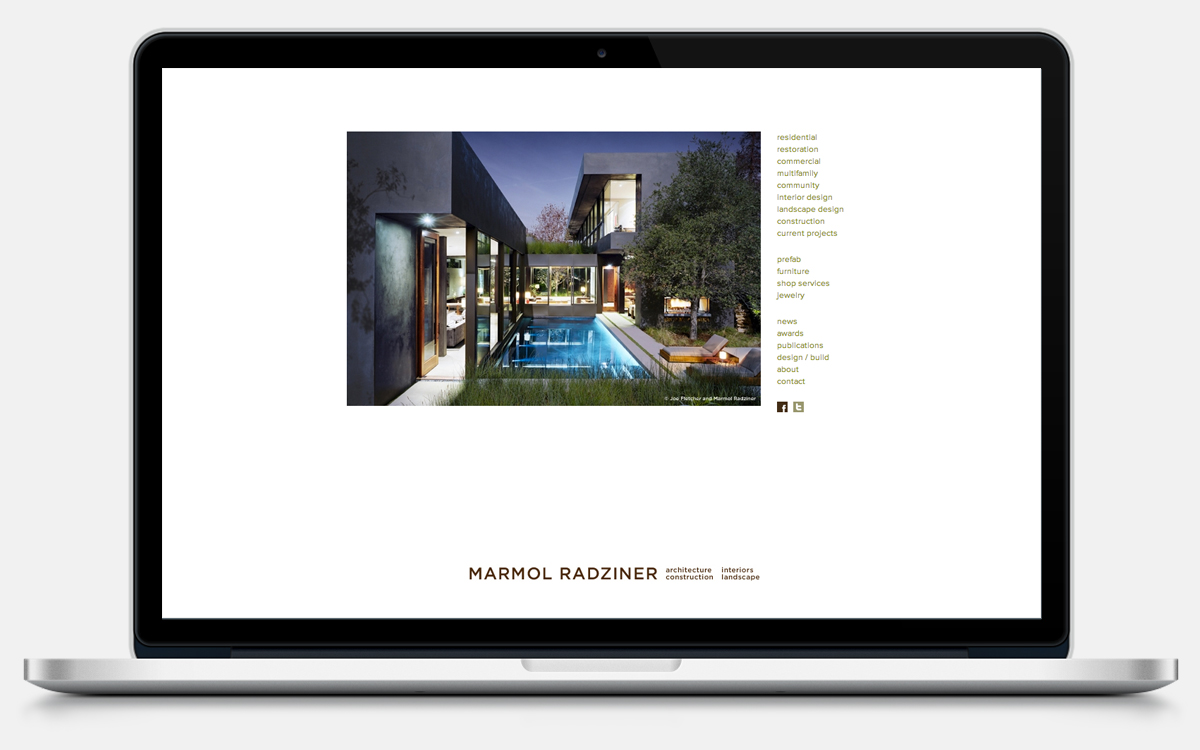 residential
restoration
commercial
multifamily
community
interior design
landscape design
construction
current projects
prefab
furniture
shop services
jewelry
news
awards
publications
design / build
about
contact
© Joe Fletcher and Marmol Radziner
MARMOL RADZINER
architecture interiors
construction landscape